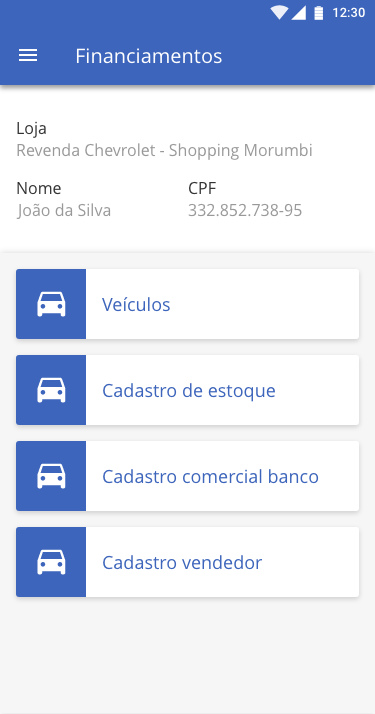 12:30
Financiamentos
Loja
Revenda Chevrolet - Shopping Morumbi
Nome
CPF
João da Silva
332.852.738-95
Veículos
Cadastro de estoque
Cadastro comercial banco
Cadastro vendedor